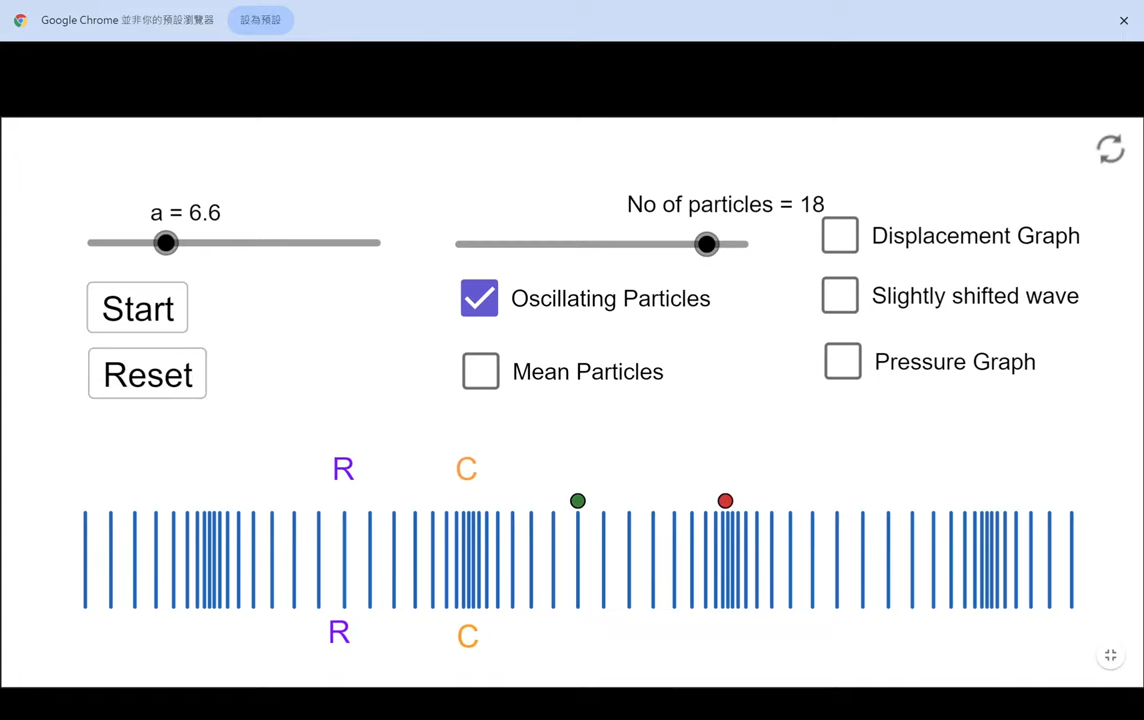 Google Chrome 並非你的預設瀏覽器 設為預設
a = 6.6
No of particles = 18
Displacement Graph
Start
Oscillating Particles
Slightly shifted wave
Reset
Mean Particles
Pressure Graph
R C
R C